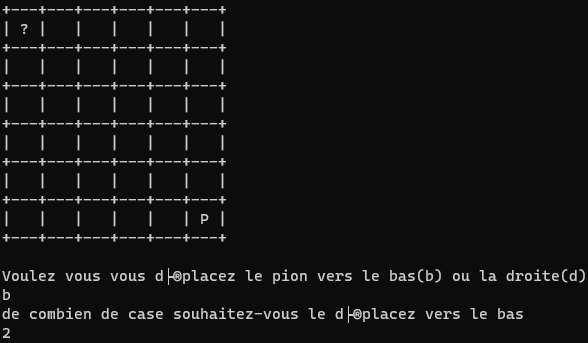 +---+---+---+---+---+---+
| ? |   |   |   |   |   |
+---+---+---+---+---+---+
|   |   |   |   |   |   |
+---+---+---+---+---+---+
|   |   |   |   |   |   |
+---+---+---+---+---+---+
|   |   |   |   |   |   |
+---+---+---+---+---+---+
|   |   |   |   |   |   |
+---+---+---+---+---+---+
|   |   |   |   |   | P |
+---+---+---+---+---+---+
Voulez vous vous d├®placez le pion vers le bas(b) ou la droite(d)
b
de combien de case souhaitez-vous le d├®placez vers le bas
2